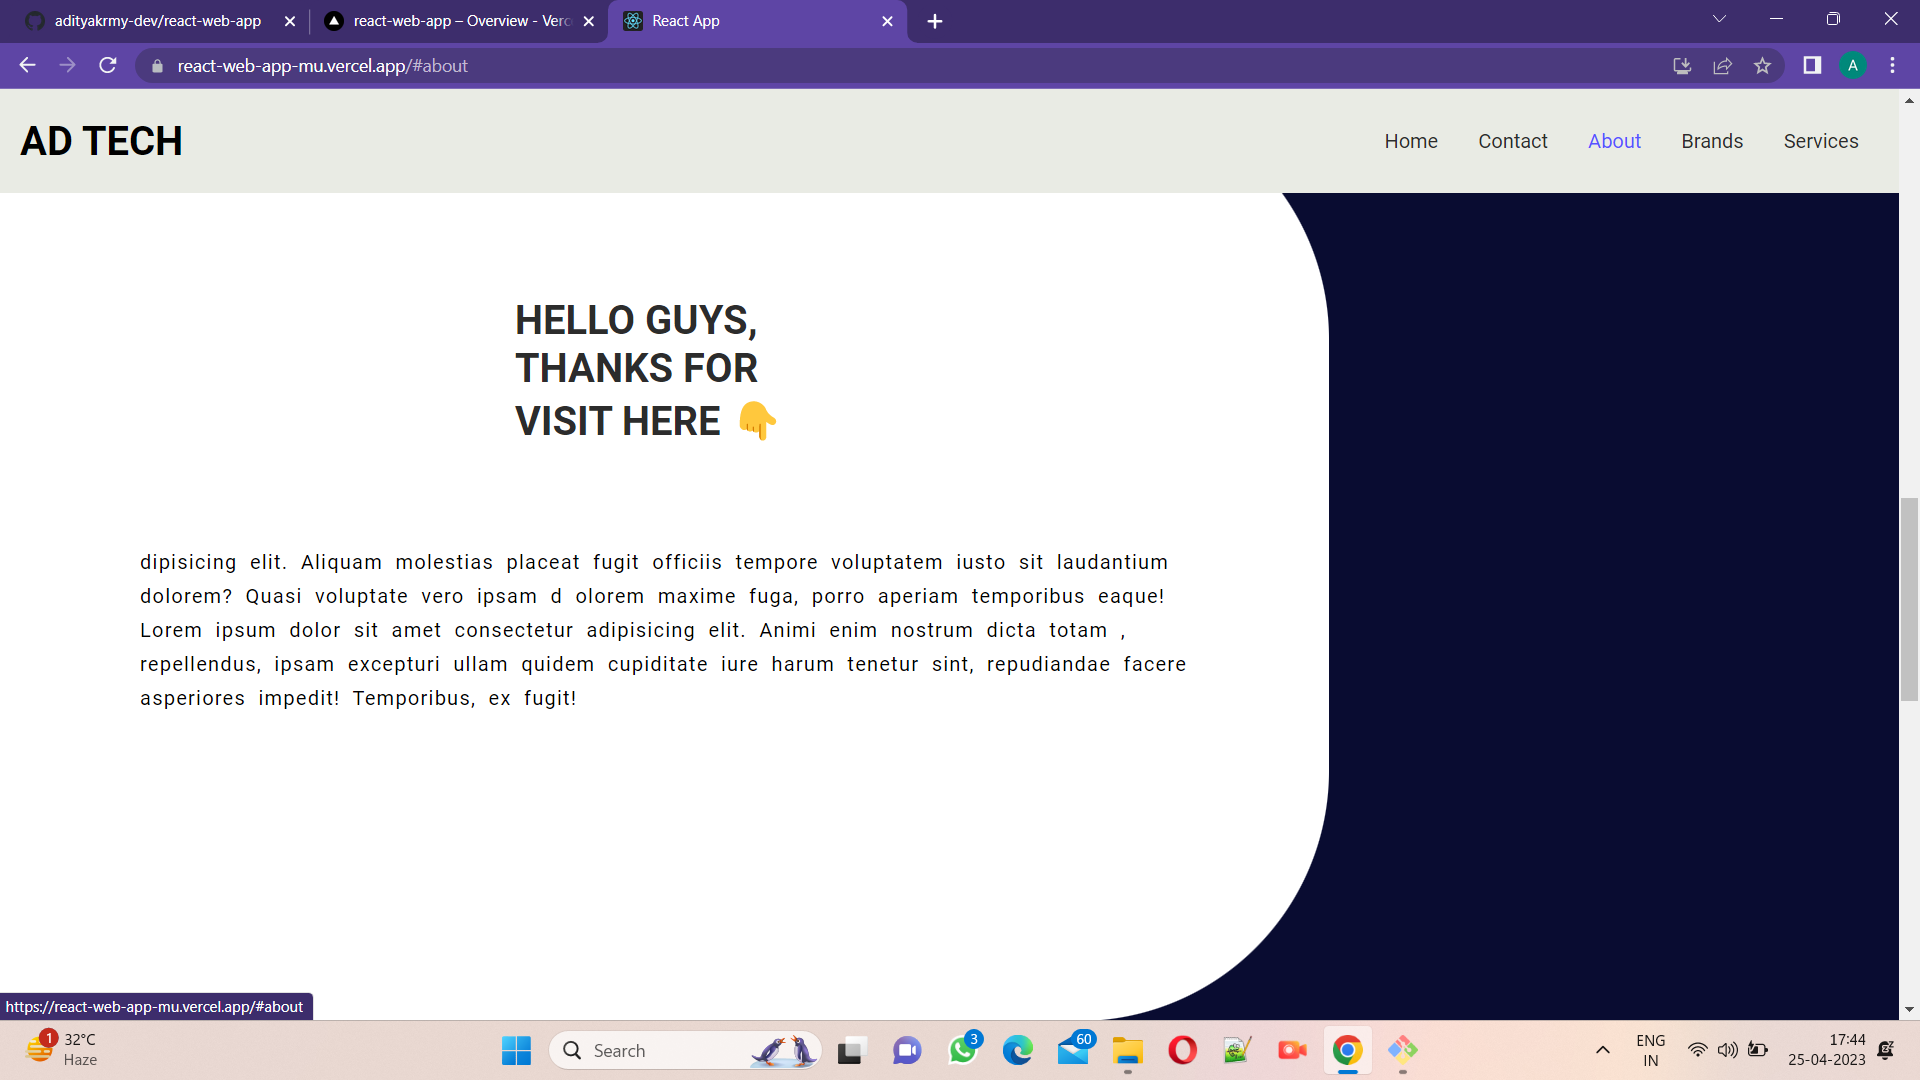 adityakrmy-dev/react-web-app
react-web-app – Overview - Verc
React App
react-web-app-mu.vercel.app/#about
A
AD TECH
Home Contact About Brands Services
HELLO GUYS,
THANKS FOR
VISIT HERE 👇
dipisicing elit. Aliquam molestias placeat fugit officiis tempore voluptatem iusto sit laudantium
dolorem? Quasi voluptate vero ipsam d olorem maxime fuga, porro aperiam temporibus eaque!
Lorem ipsum dolor sit amet consectetur adipisicing elit. Animi enim nostrum dicta totam ,
repellendus, ipsam excepturi ullam quidem cupiditate iure harum tenetur sint, repudiandae facere
asperiores impedit! Temporibus, ex fugit!
https://react-web-app-mu.vercel.app/#about
1
32°C
Haze
Search
3
60
ENG
IN
17:44
25-04-2023